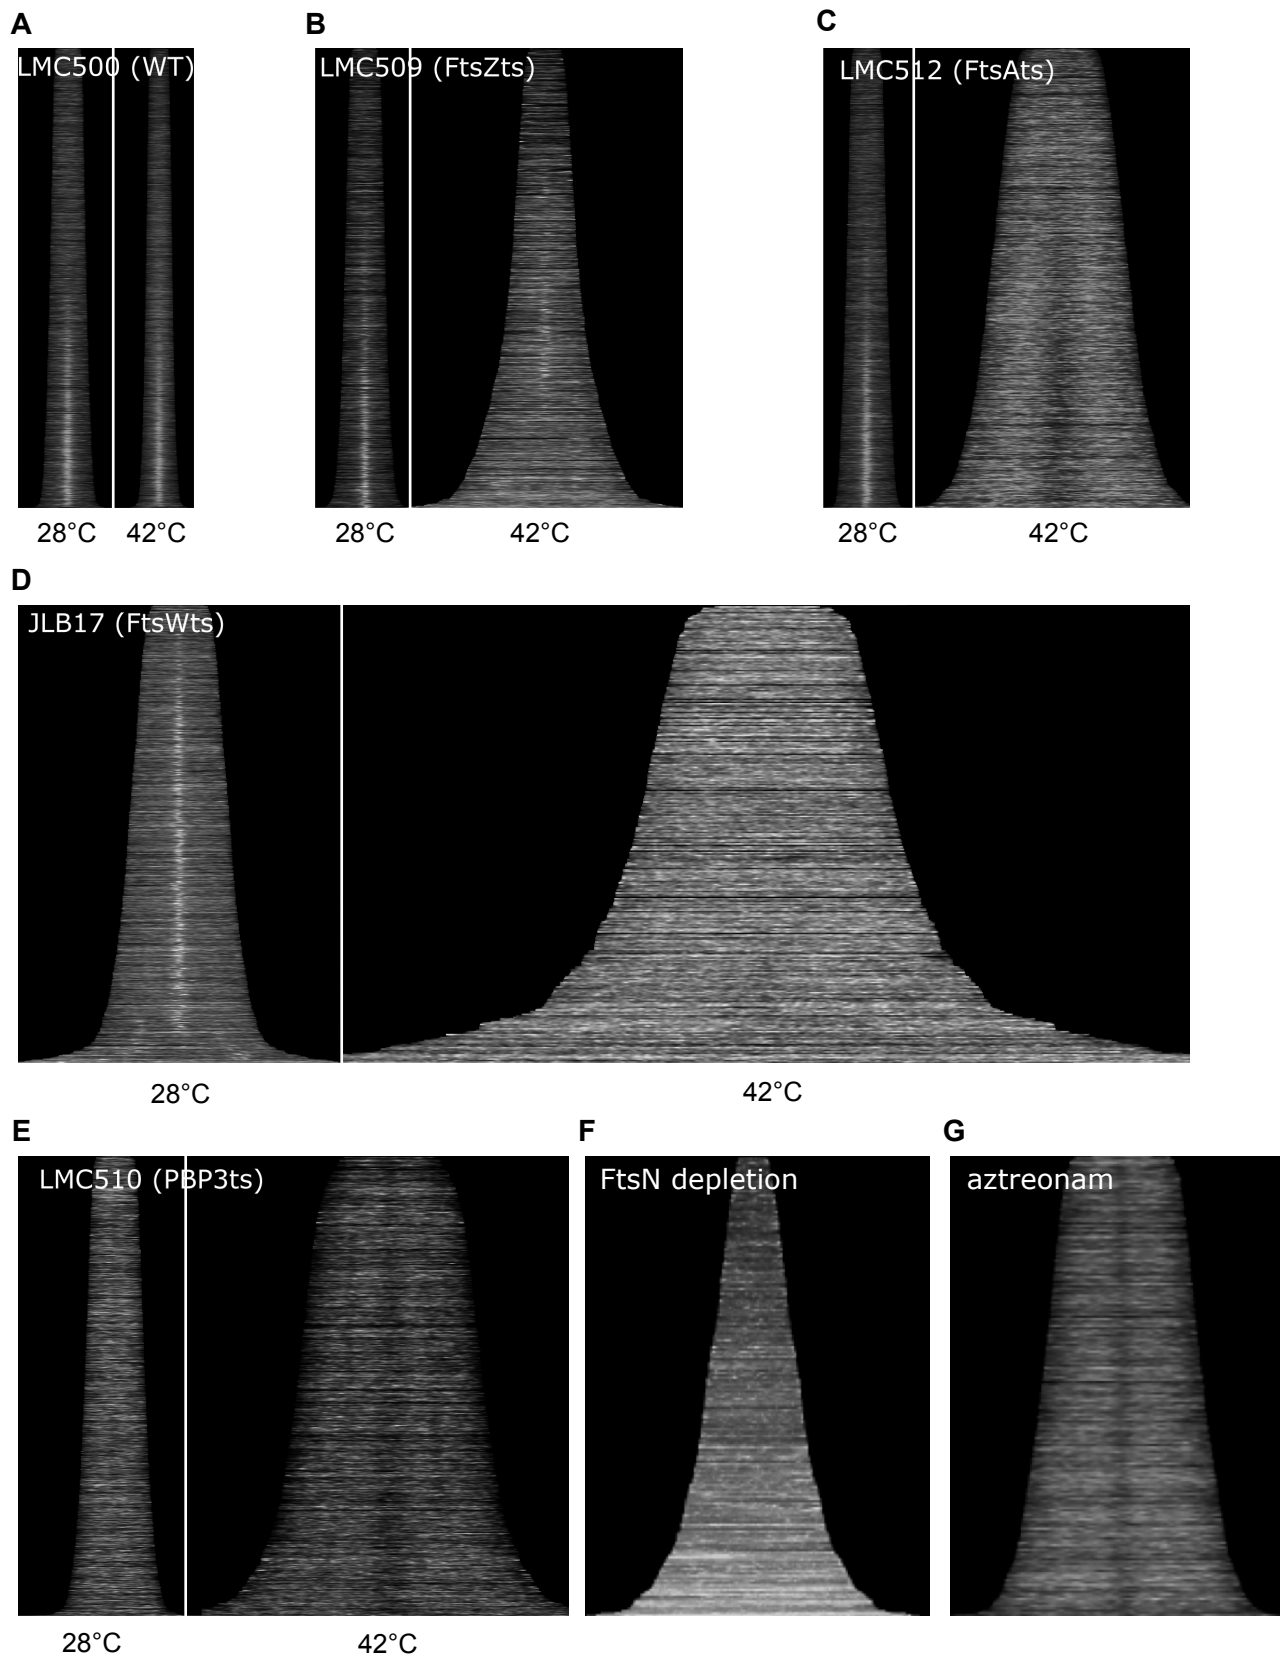 A
B
C
LMC500 (WT)
LMC509 (FtsZts)
LMC512 (FtsAts)
28°C
42°C
28°C
42°C
28°C
42°C
D
JLB17 (FtsWts)
28°C
42°C
E
F
G
LMC510 (PBP3ts)
FtsN depletion
aztreonam
28°C
42°C